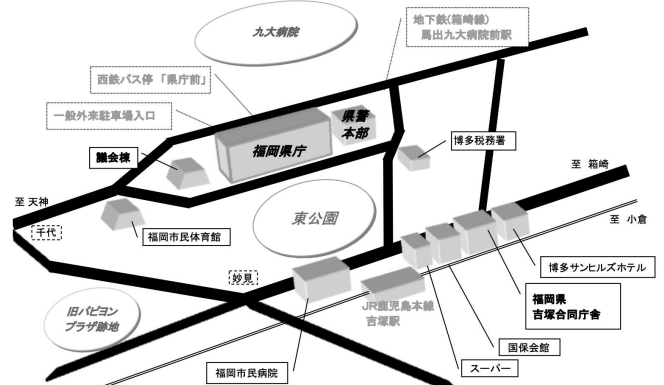 九大病院
地下鉄(箱崎線)
馬出九大病院前駅
西鉄バス停 「県庁前」
一般外来駐車場入口
県警
本部
福岡県庁
議会棟
博多税務署
至 箱崎
至 天神
千代
福岡市民体育館
東公園
至 小倉
妙見
博多サンヒルズホテル
旧パピヨン
プラザ跡地
JR鹿児島本線
吉塚駅
福岡県
吉塚合同庁舎
国保会館
スーパー
福岡市民病院